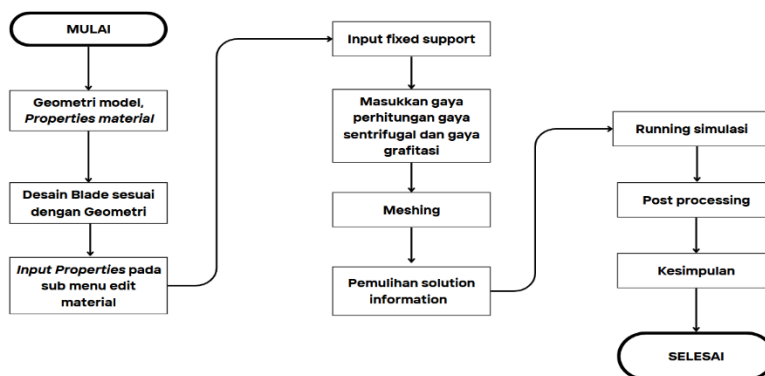 MULAI
Geometri model,
Properties material
Desain Blade sesuai
dengan Geometri
Input Properties pada
sub menu edit
material
Input fixed support
Masukkan gaya
perhitungan gaya
sentrifugal dan gaya
grafitasi
Meshing
Pemulihan solution
information
Running simulasi
Post processing
Kesimpulan
SELESAI